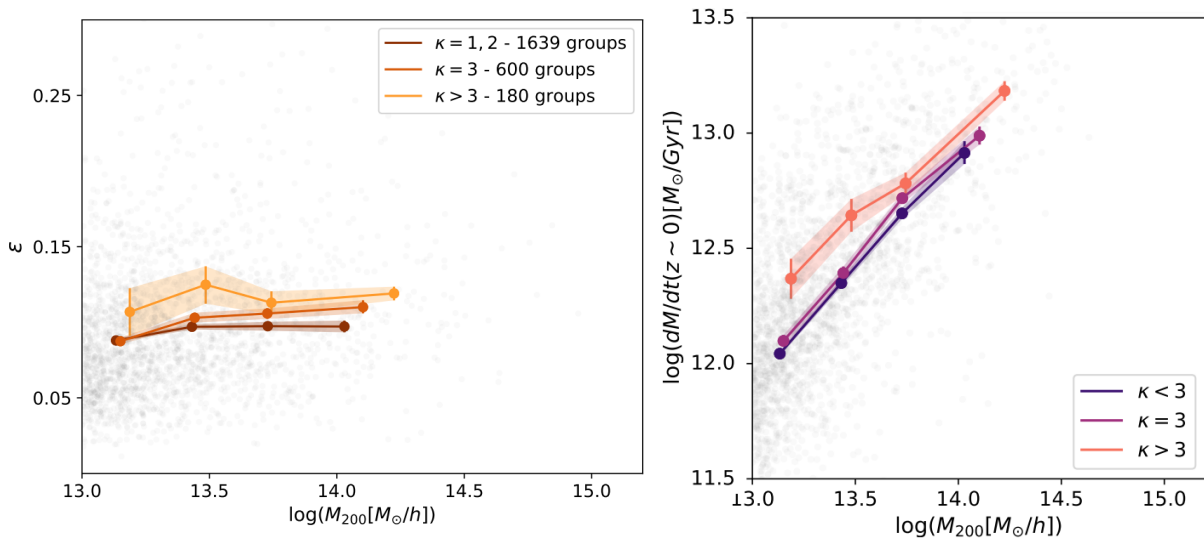 κ = 1, 2 - 1639 groups
κ = 3 - 600 groups
κ > 3 - 180 groups
0.25
0.15
0.05
ε
13.0 13.5 14.0 14.5 15.0
log(M₂₀₀[M⊙/h])
13.5
13.0
12.5
12.0
11.5
log(dM/dt(z ~ 0)[M⊙/Gyr])
κ < 3
κ = 3
κ > 3
13.0 13.5 14.0 14.5 15.0
log(M₂₀₀[M⊙/h])